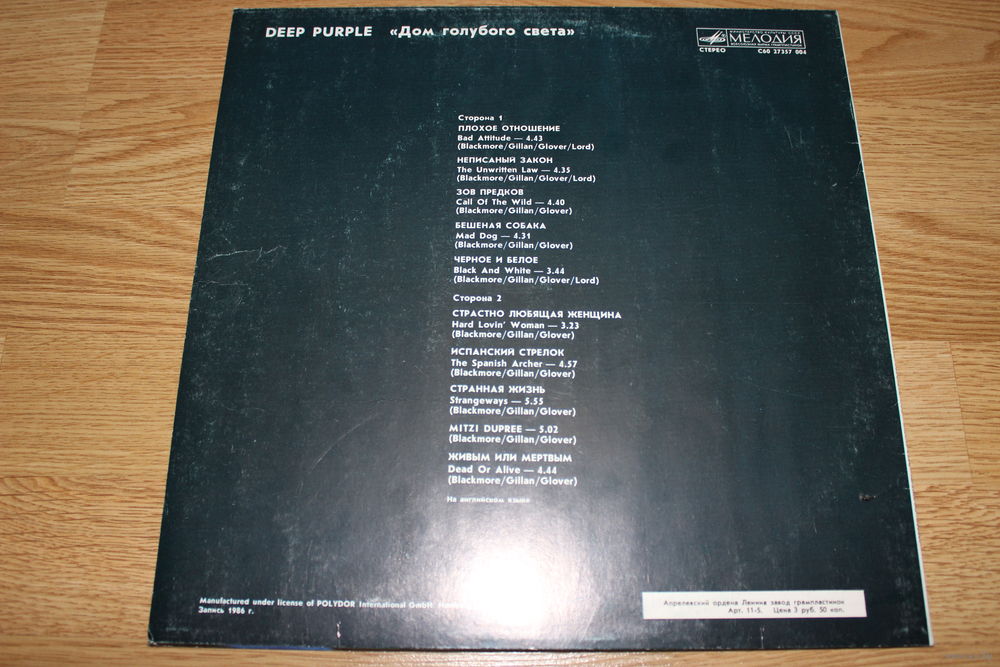 DEEP PURPLE «Дом голубого света»
МИНИСТЕРСТВО КУЛЬТУРЫ СССР
МЕЛОДИЯ
ВСЕСОЮЗНАЯ ФИРМА ГРАМПЛАСТИНОК
СТЕРЕО С60 27357 004
Сторона 1
ПЛОХОЕ ОТНОШЕНИЕ
Bad Attitude — 4.43
(Blackmore/Gillan/Glover/Lord)
НЕПИСАНЫЙ ЗАКОН
The Unwritten Law — 4.35
(Blackmore/Gillan/Glover/Lord)
ЗОВ ПРЕДКОВ
Call Of The Wild — 4.40
(Blackmore/Gillan/Glover)
БЕШЕНАЯ СОБАКА
Mad Dog — 4.31
(Blackmore/Gillan/Glover)
ЧЕРНОЕ И БЕЛОЕ
Black And White — 3.44
(Blackmore/Gillan/Glover/Lord)
Сторона 2
СТРАСТНО ЛЮБЯЩАЯ ЖЕНЩИНА
Hard Lovin' Woman — 3.23
(Blackmore/Gillan/Glover)
ИСПАНСКИЙ СТРЕЛОК
The Spanish Archer — 4.57
(Blackmore/Gillan/Glover)
СТРАННАЯ ЖИЗНЬ
Strangeways — 5.55
(Blackmore/Gillan/Glover)
MITZI DUPREE — 5.02
(Blackmore/Gillan/Glover)
ЖИВЫМ ИЛИ МЕРТВЫМ
Dead Or Alive — 4.44
(Blackmore/Gillan/Glover)
На английском языке
Manufactured under license of POLYDOR International GmbH
Запись 1986 г.
Апрелевский ордена Ленина завод грампластинок
Арт. 11-5. Цена 3 руб. 50 коп.